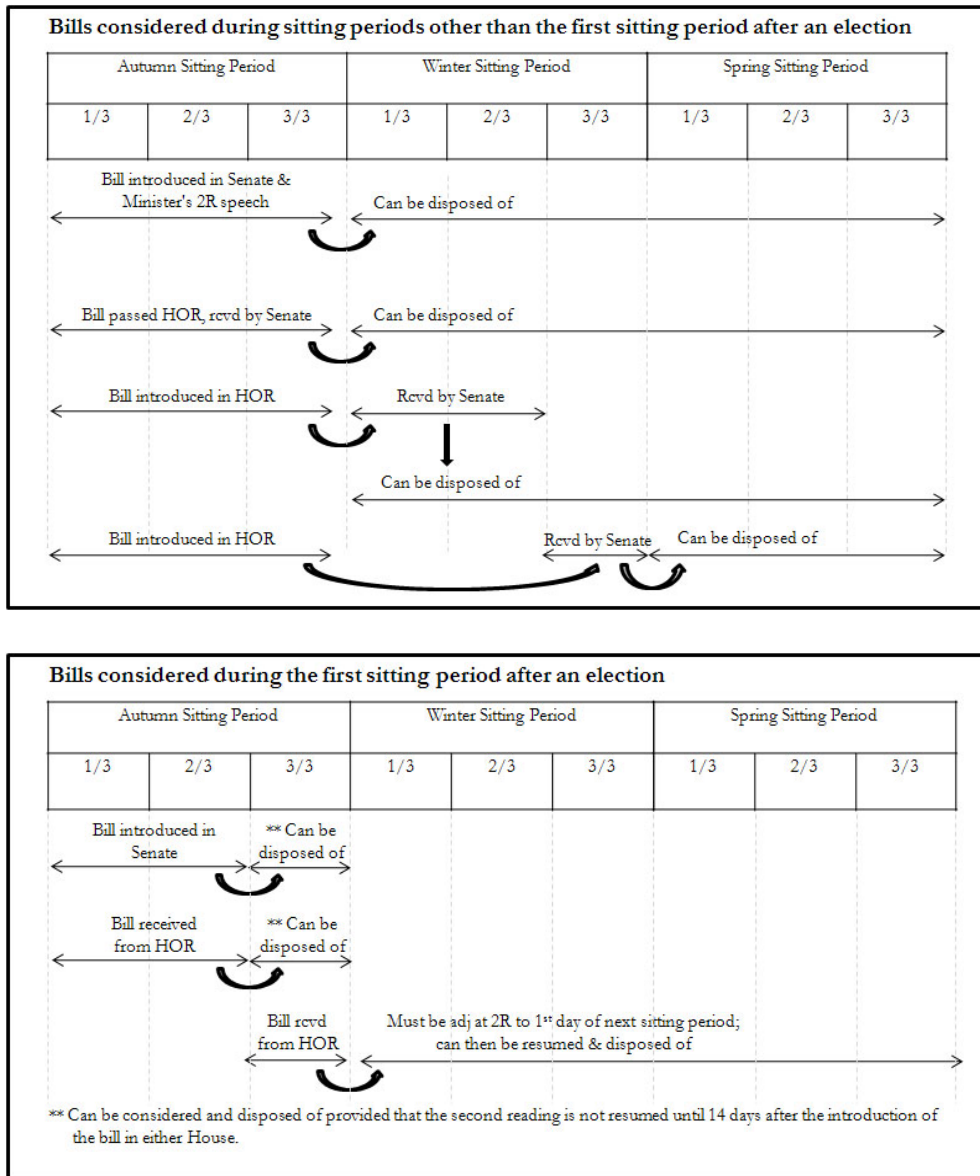 Bills considered during sitting periods other than the first sitting period after an election
Autumn Sitting Period Winter Sitting Period Spring Sitting Period
1/3 2/3 3/3 1/3 2/3 3/3 1/3 2/3 3/3
Bill introduced in Senate &
Minister's 2R speech
Can be disposed of
Bill passed HOR, rcvd by Senate Can be disposed of
Bill introduced in HOR Rcvd by Senate
Can be disposed of
Bill introduced in HOR Rcvd by Senate Can be disposed of
Bills considered during the first sitting period after an election
Autumn Sitting Period Winter Sitting Period Spring Sitting Period
1/3 2/3 3/3 1/3 2/3 3/3 1/3 2/3 3/3
Bill introduced in
Senate
** Can be
disposed of
Bill received
from HOR
** Can be
disposed of
Bill rcvd
from HOR
Must be adj at 2R to 1st day of next sitting period;
can then be resumed & disposed of
** Can be considered and disposed of provided that the second reading is not resumed until 14 days after the introduction of
the bill in either House.